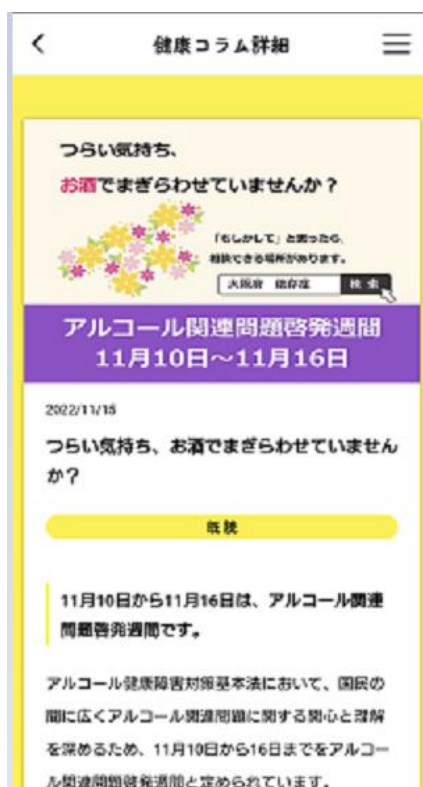 健康コラム詳細
つらい気持ち、
お酒でまぎらわせていませんか？
「もしかして」と思ったら、
相談できる場所があります。
大阪府 依存症 検索
アルコール関連問題啓発週間
11月10日～11月16日
2022/11/15
つらい気持ち、お酒でまぎらわせていません
か？
11月10日から11月16日は、アルコール関連
問題啓発週間です。
アルコール健康障害対策基本法において、国民の
間に広くアルコール関連問題に関する関心と理解
を深めるため、11月10日から16日までをアルコー
ル関連問題啓発週間と定められています。